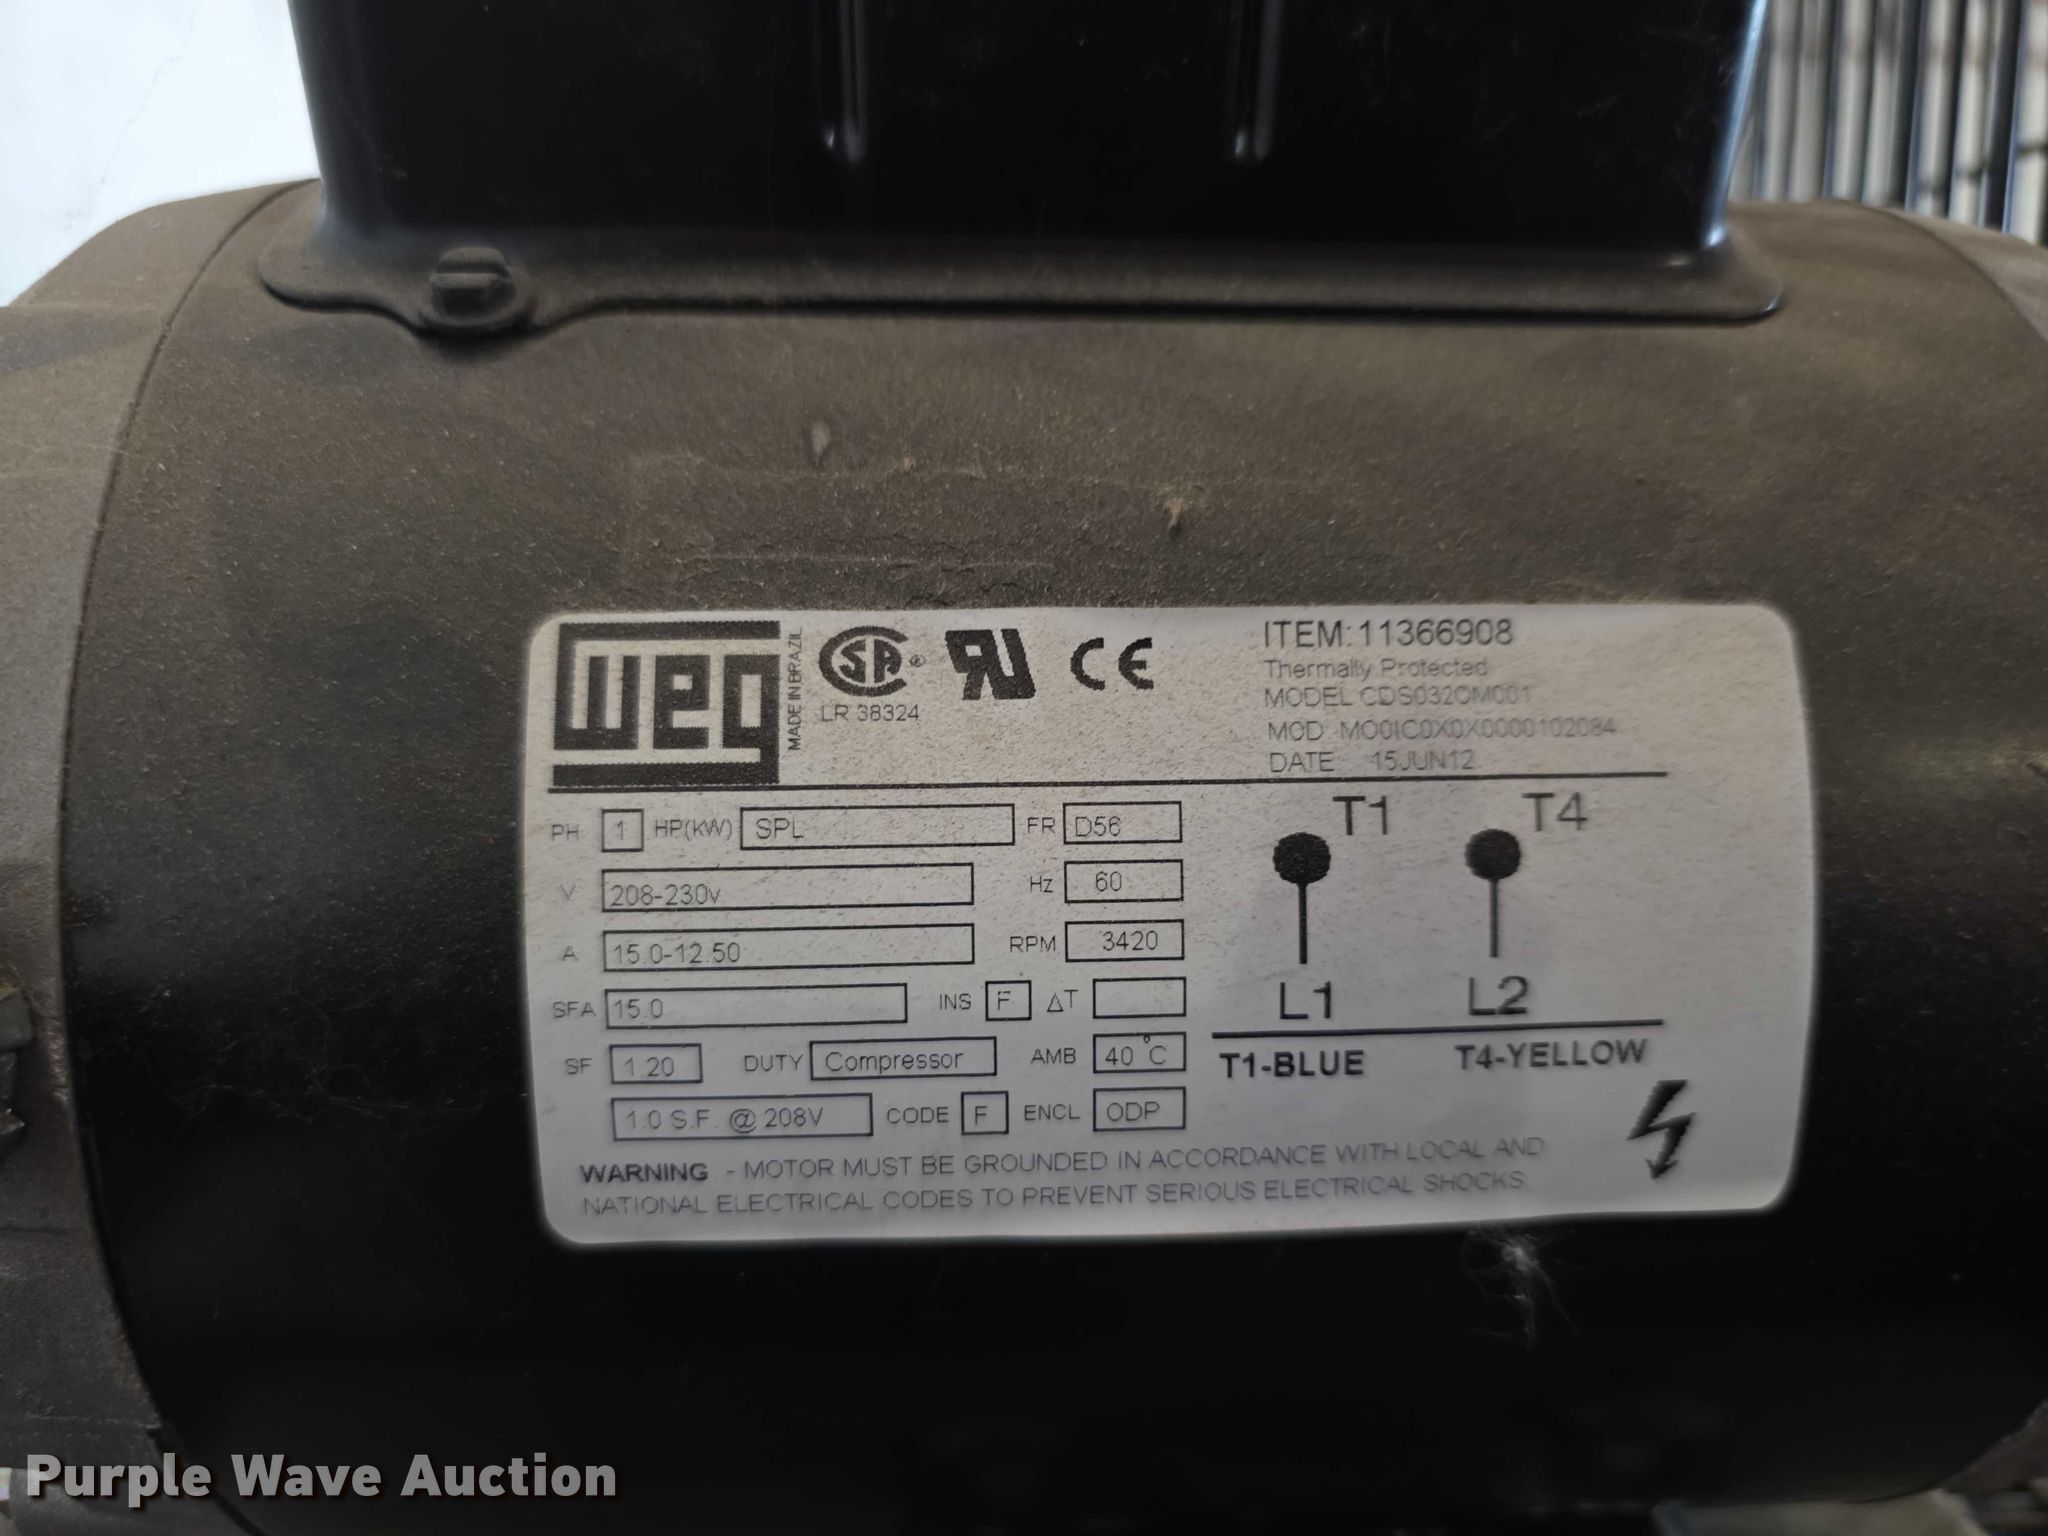 weg
MADE IN BRAZIL
CSA ®
LR 38324
RU
CE
ITEM: 11366908
Thermally Protected
MODEL CDS032OM001
MOD MO0IC0X0X0000102084
DATE: 15JUN12
PH 1 HP(KW) SPL FR D56
V 208-230v Hz 60
A 15.0-12.50 RPM 3420
SFA 15.0 INS F ΔT
SF 1.20 DUTY Compressor AMB 40 °C
1.0 S.F. @ 208V CODE F ENCL ODP
T1 T4
L1 L2
T1-BLUE T4-YELLOW
WARNING - MOTOR MUST BE GROUNDED IN ACCORDANCE WITH LOCAL AND
NATIONAL ELECTRICAL CODES TO PREVENT SERIOUS ELECTRICAL SHOCKS
Purple Wave Auction